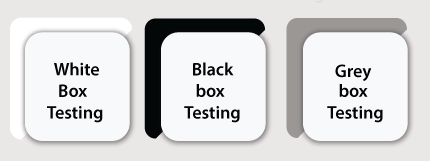 White
Box
Testing
Black
box
Testing
Grey
box
Testing